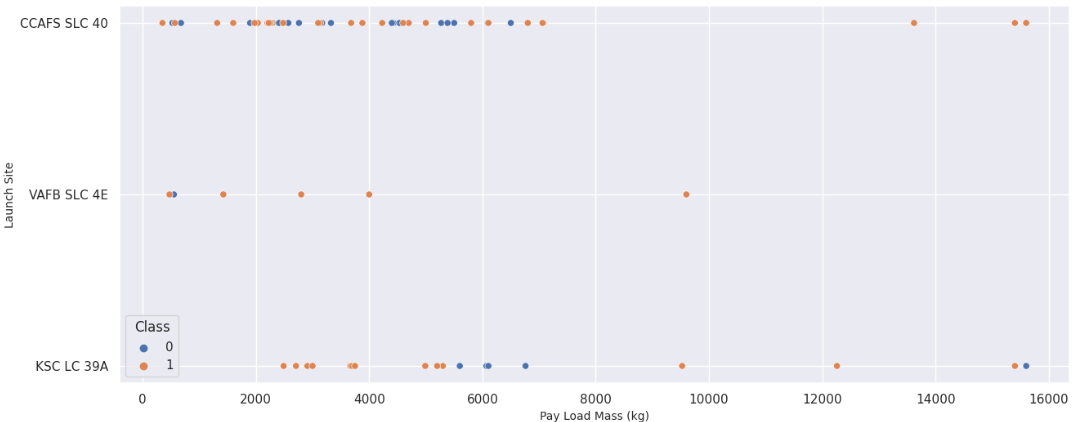 CCAFS SLC 40
VAFB SLC 4E
KSC LC 39A
Launch Site
Class
0
1
0 2000 4000 6000 8000 10000 12000 14000 16000
Pay Load Mass (kg)